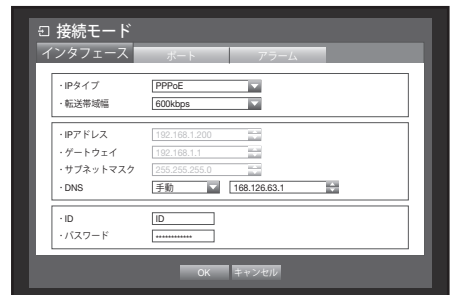 接続モード
インタフェース ポート アラーム
・IPタイプ PPPoE
・転送帯域幅 600kbps
・IPアドレス 192.168.1.200
・ゲートウェイ 192.168.1.1
・サブネットマスク 255.255.255.0
・DNS 手動 168.126.63.1
・ID ID
・パスワード ************
OK キャンセル